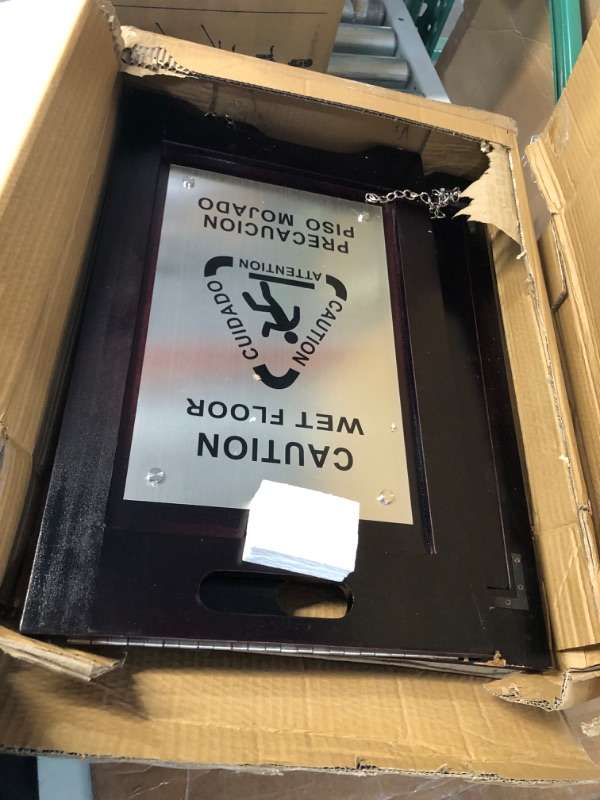 CAUTION
WET FLOOR
CAUTION
CUIDADO
ATTENTION
PRECAUCION
PISO MOJADO